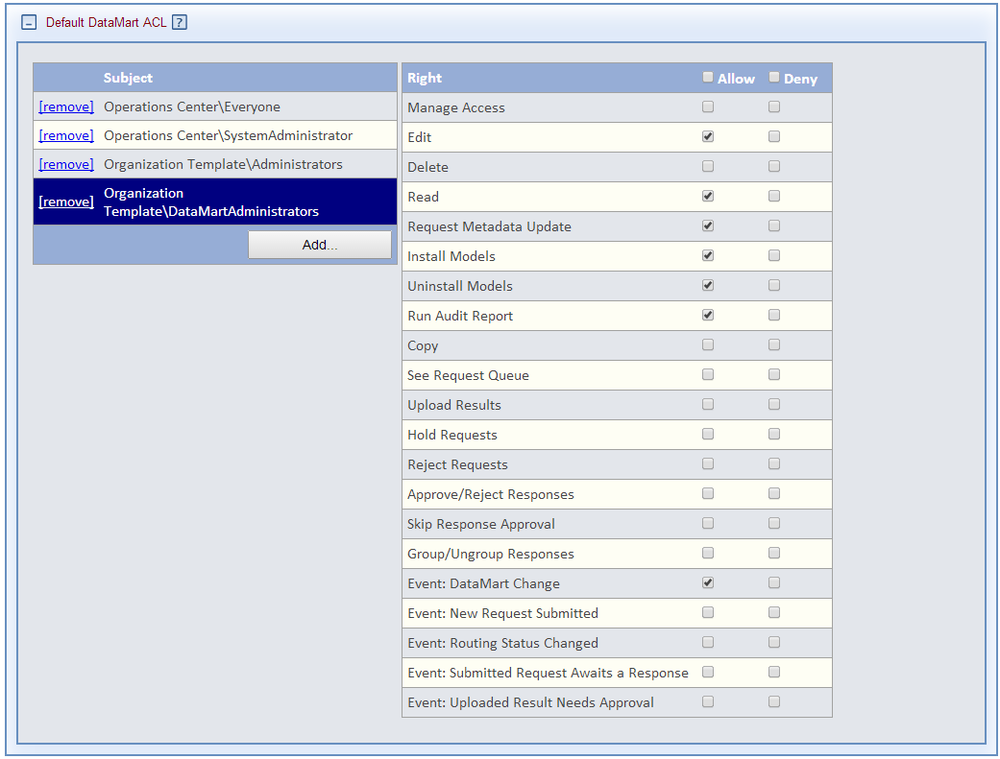 Default DataMart ACL ?
Subject
[remove] Operations Center\Everyone
[remove] Operations Center\SystemAdministrator
[remove] Organization Template\Administrators
[remove] Organization
Template\DataMartAdministrators
Add...
Right Allow Deny
Manage Access
Edit
Delete
Read
Request Metadata Update
Install Models
Uninstall Models
Run Audit Report
Copy
See Request Queue
Upload Results
Hold Requests
Reject Requests
Approve/Reject Responses
Skip Response Approval
Group/Ungroup Responses
Event: DataMart Change
Event: New Request Submitted
Event: Routing Status Changed
Event: Submitted Request Awaits a Response
Event: Uploaded Result Needs Approval